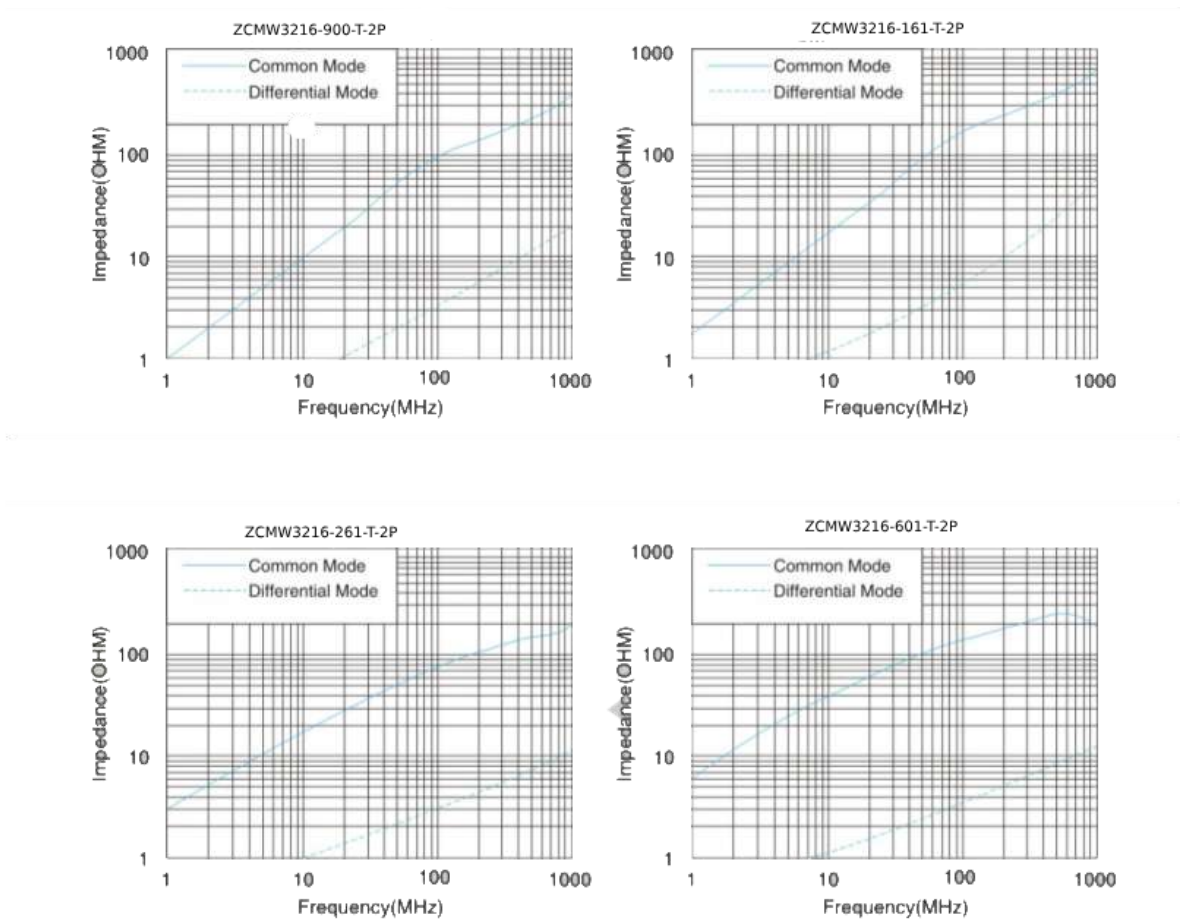 ZCMW3216-900-T-2P
1000
Common Mode
Differential Mode
100
10
1
Impedance(OHM)
1 10 100 1000
Frequency(MHz)
ZCMW3216-161-T-2P
1000
Common Mode
Differential Mode
100
10
1
Impedance(OHM)
1 10 100 1000
Frequency(MHz)
ZCMW3216-261-T-2P
1000
Common Mode
Differential Mode
100
10
1
Impedance(OHM)
1 10 100 1000
Frequency(MHz)
ZCMW3216-601-T-2P
1000
Common Mode
Differential Mode
100
10
1
Impedance(OHM)
1 10 100 1000
Frequency(MHz)